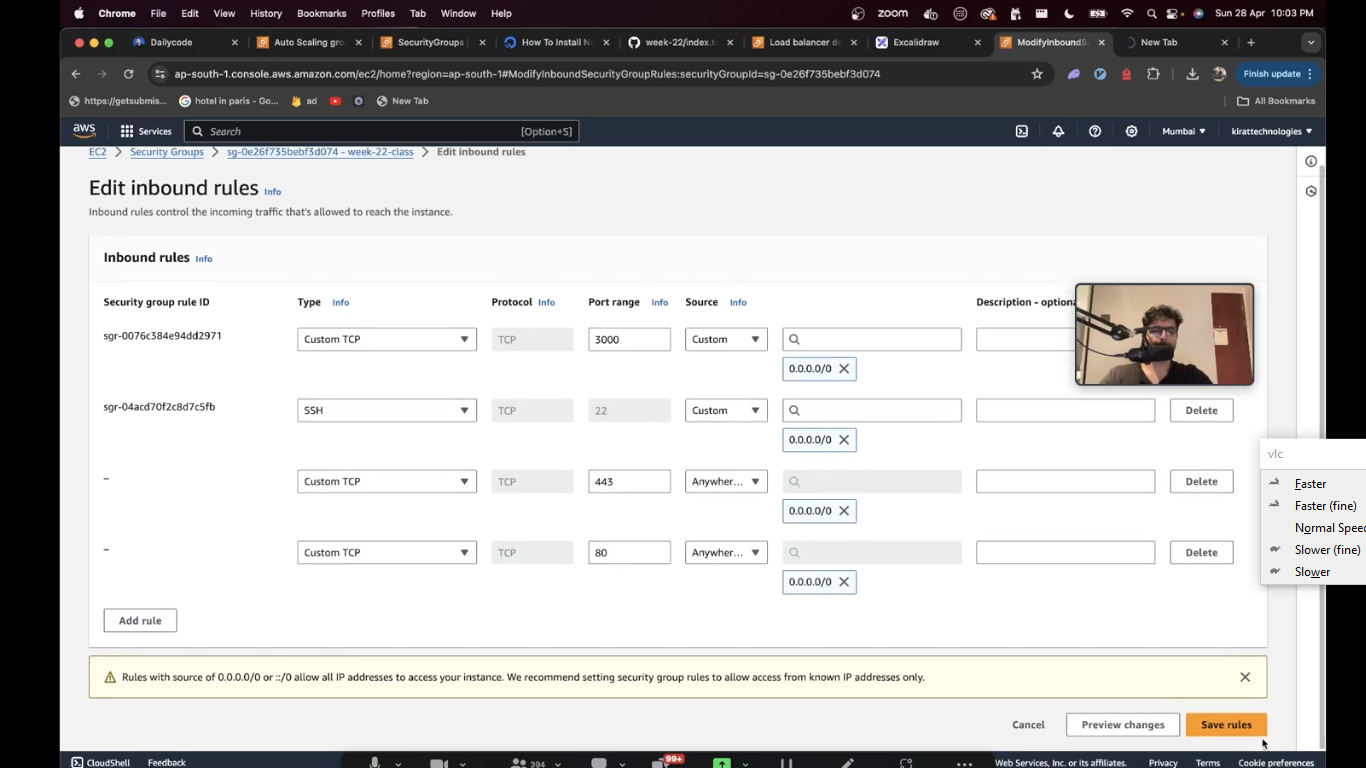 Chrome File Edit View History Bookmarks Profiles Tab Window Help zoom Sun 28 Apr 10:03 PM
Dailycode Auto Scaling gro SecurityGroups | How To Install No week-22/index.ts Load balancer de Excalidraw ModifyInboundS New Tab
ap-south-1.console.aws.amazon.com/ec2/home?region=ap-south-1#ModifyInboundSecurityGroupRules:securityGroupId=sg-0e26f735bebf3d074 Finish update
https://getsubmis... hotel in paris - Go... ad New Tab All Bookmarks
aws Services Search [Option+S] Mumbai kirattechnologies
EC2 > Security Groups > sg-0e26f735bebf3d074 - week-22-class > Edit inbound rules
Edit inbound rules Info
Inbound rules control the incoming traffic that's allowed to reach the instance.
Inbound rules Info
Security group rule ID Type Info Protocol Info Port range Info Source Info Description - optiona
sgr-0076c384e94dd2971 Custom TCP TCP 3000 Custom
0.0.0.0/0
sgr-04acd70f2c8d7c5fb SSH TCP 22 Custom Delete
0.0.0.0/0
– Custom TCP TCP 443 Anywher... Delete
0.0.0.0/0
– Custom TCP TCP 80 Anywher... Delete
0.0.0.0/0
Add rule
vlc
Faster
Faster (fine)
Normal Speed
Slower (fine)
Slower
Rules with source of 0.0.0.0/0 or ::/0 allow all IP addresses to access your instance. We recommend setting security group rules to allow access from known IP addresses only.
Cancel Preview changes Save rules
CloudShell Feedback 394 99+ Web Services, Inc. or its affiliates. Privacy Terms Cookie preferences